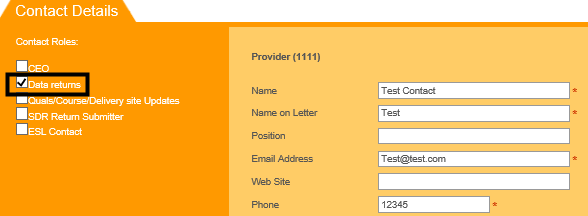 Contact Details
Contact Roles:
CEO
Data returns
Quals/Course/Delivery site Updates
SDR Return Submitter
ESL Contact
Provider (1111)
Name Test Contact *
Name on Letter Test *
Position
Email Address Test@test.com *
Web Site
Phone 12345 *